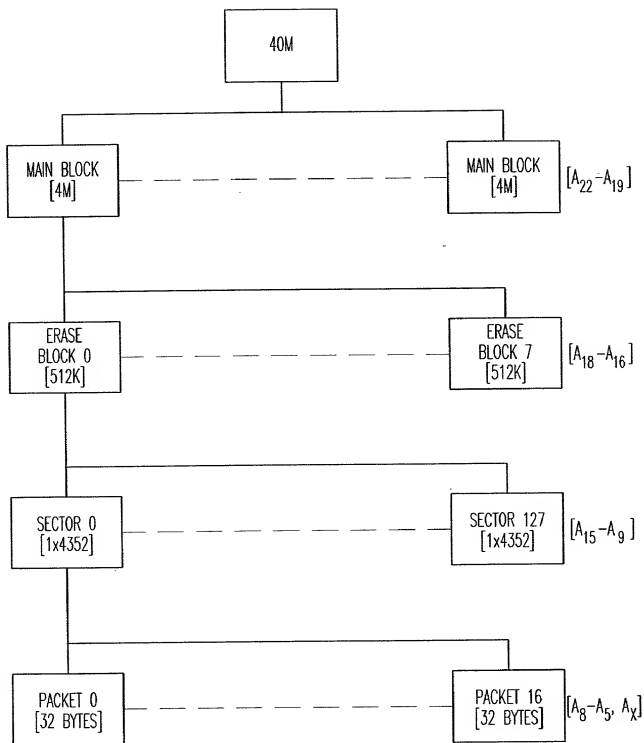 40M
MAIN BLOCK
[4M]
MAIN BLOCK
[4M]
[A22-A19]
ERASE
BLOCK 0
[512K]
ERASE
BLOCK 7
[512K]
[A18-A16]
SECTOR 0
[1x4352]
SECTOR 127
[1x4352]
[A15-A9]
PACKET 0
[32 BYTES]
PACKET 16
[32 BYTES]
[A8-A5, AX]